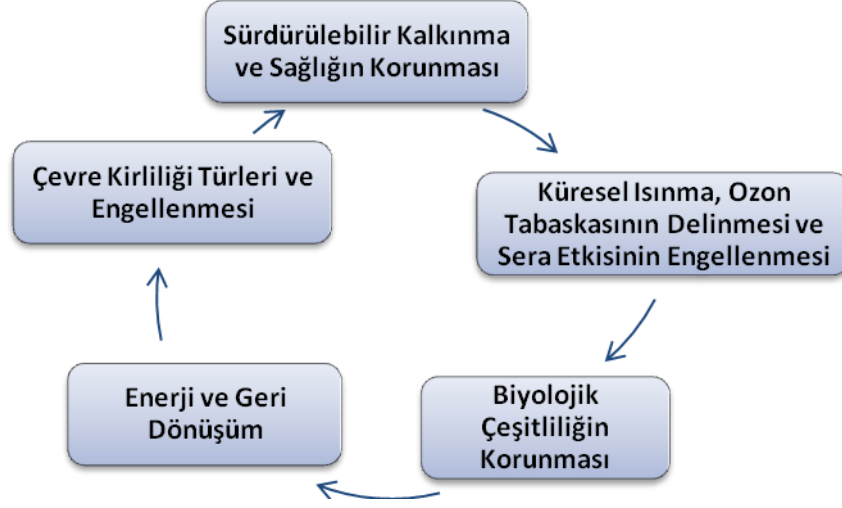 Sürdürülebilir Kalkınma
ve Sağlığın Korunması
Küresel Isınma, Ozon
Tabaskasının Delinmesi ve
Sera Etkisinin Engellenmesi
Biyolojik
Çeşitliliğin
Korunması
Enerji ve Geri
Dönüşüm
Çevre Kirliliği Türleri ve
Engellenmesi